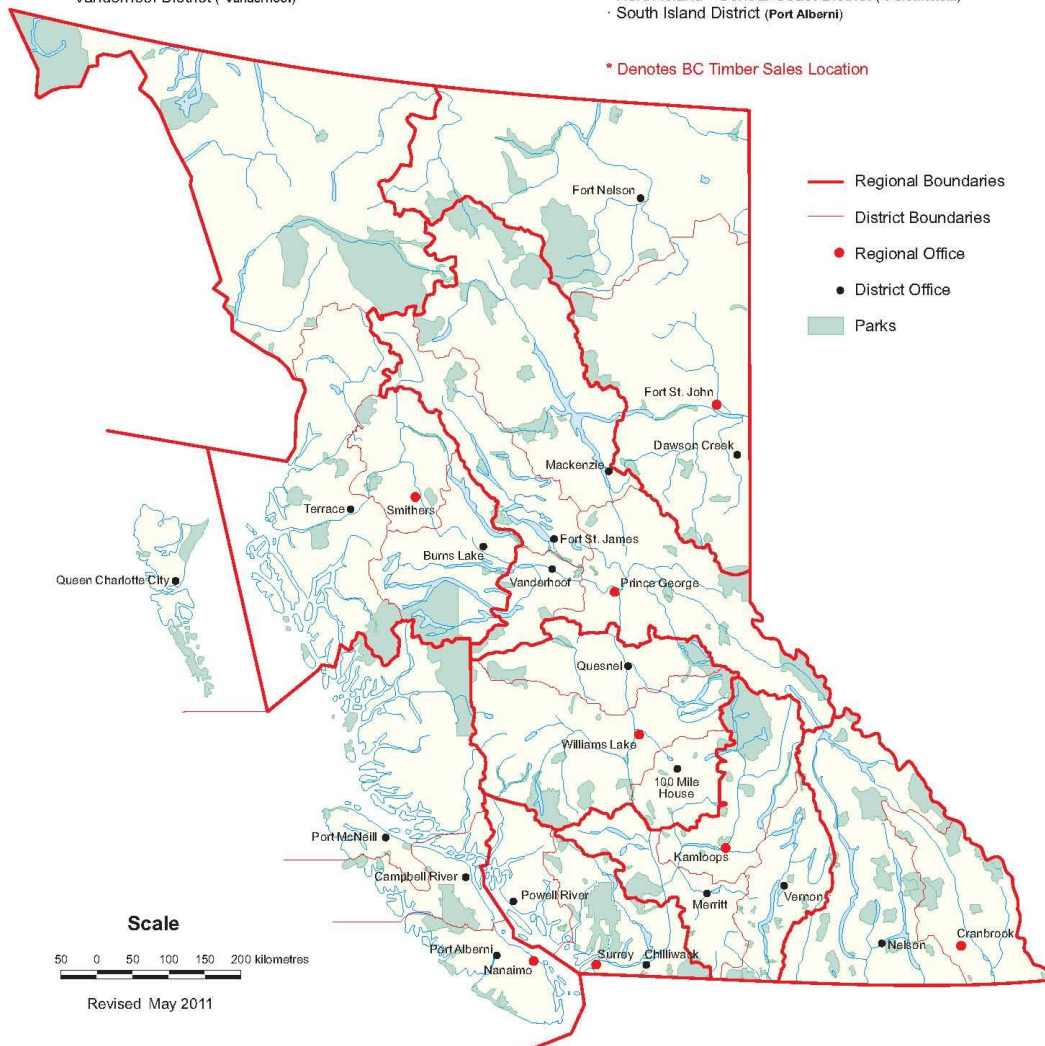 Vanderhoof District (*Vanderhoof)
· South Island District (Port Alberni)
* Denotes BC Timber Sales Location
Fort Nelson
Regional Boundaries
District Boundaries
Regional Office
District Office
Parks
Fort St. John
Dawson Creek
Mackenzie
Terrace
Smithers
Fort St. James
Burns Lake
Vanderhoof
Prince George
Queen Charlotte City
Quesnel
Williams Lake
100 Mile
House
Port McNeill
Kamloops
Campbell River
Powell River
Merritt
Vernon
Scale
Port Alberni
Nanaimo
Surrey
Chilliwack
Nelson
Cranbrook
50 0 50 100 150 200 kilometres
Revised May 2011